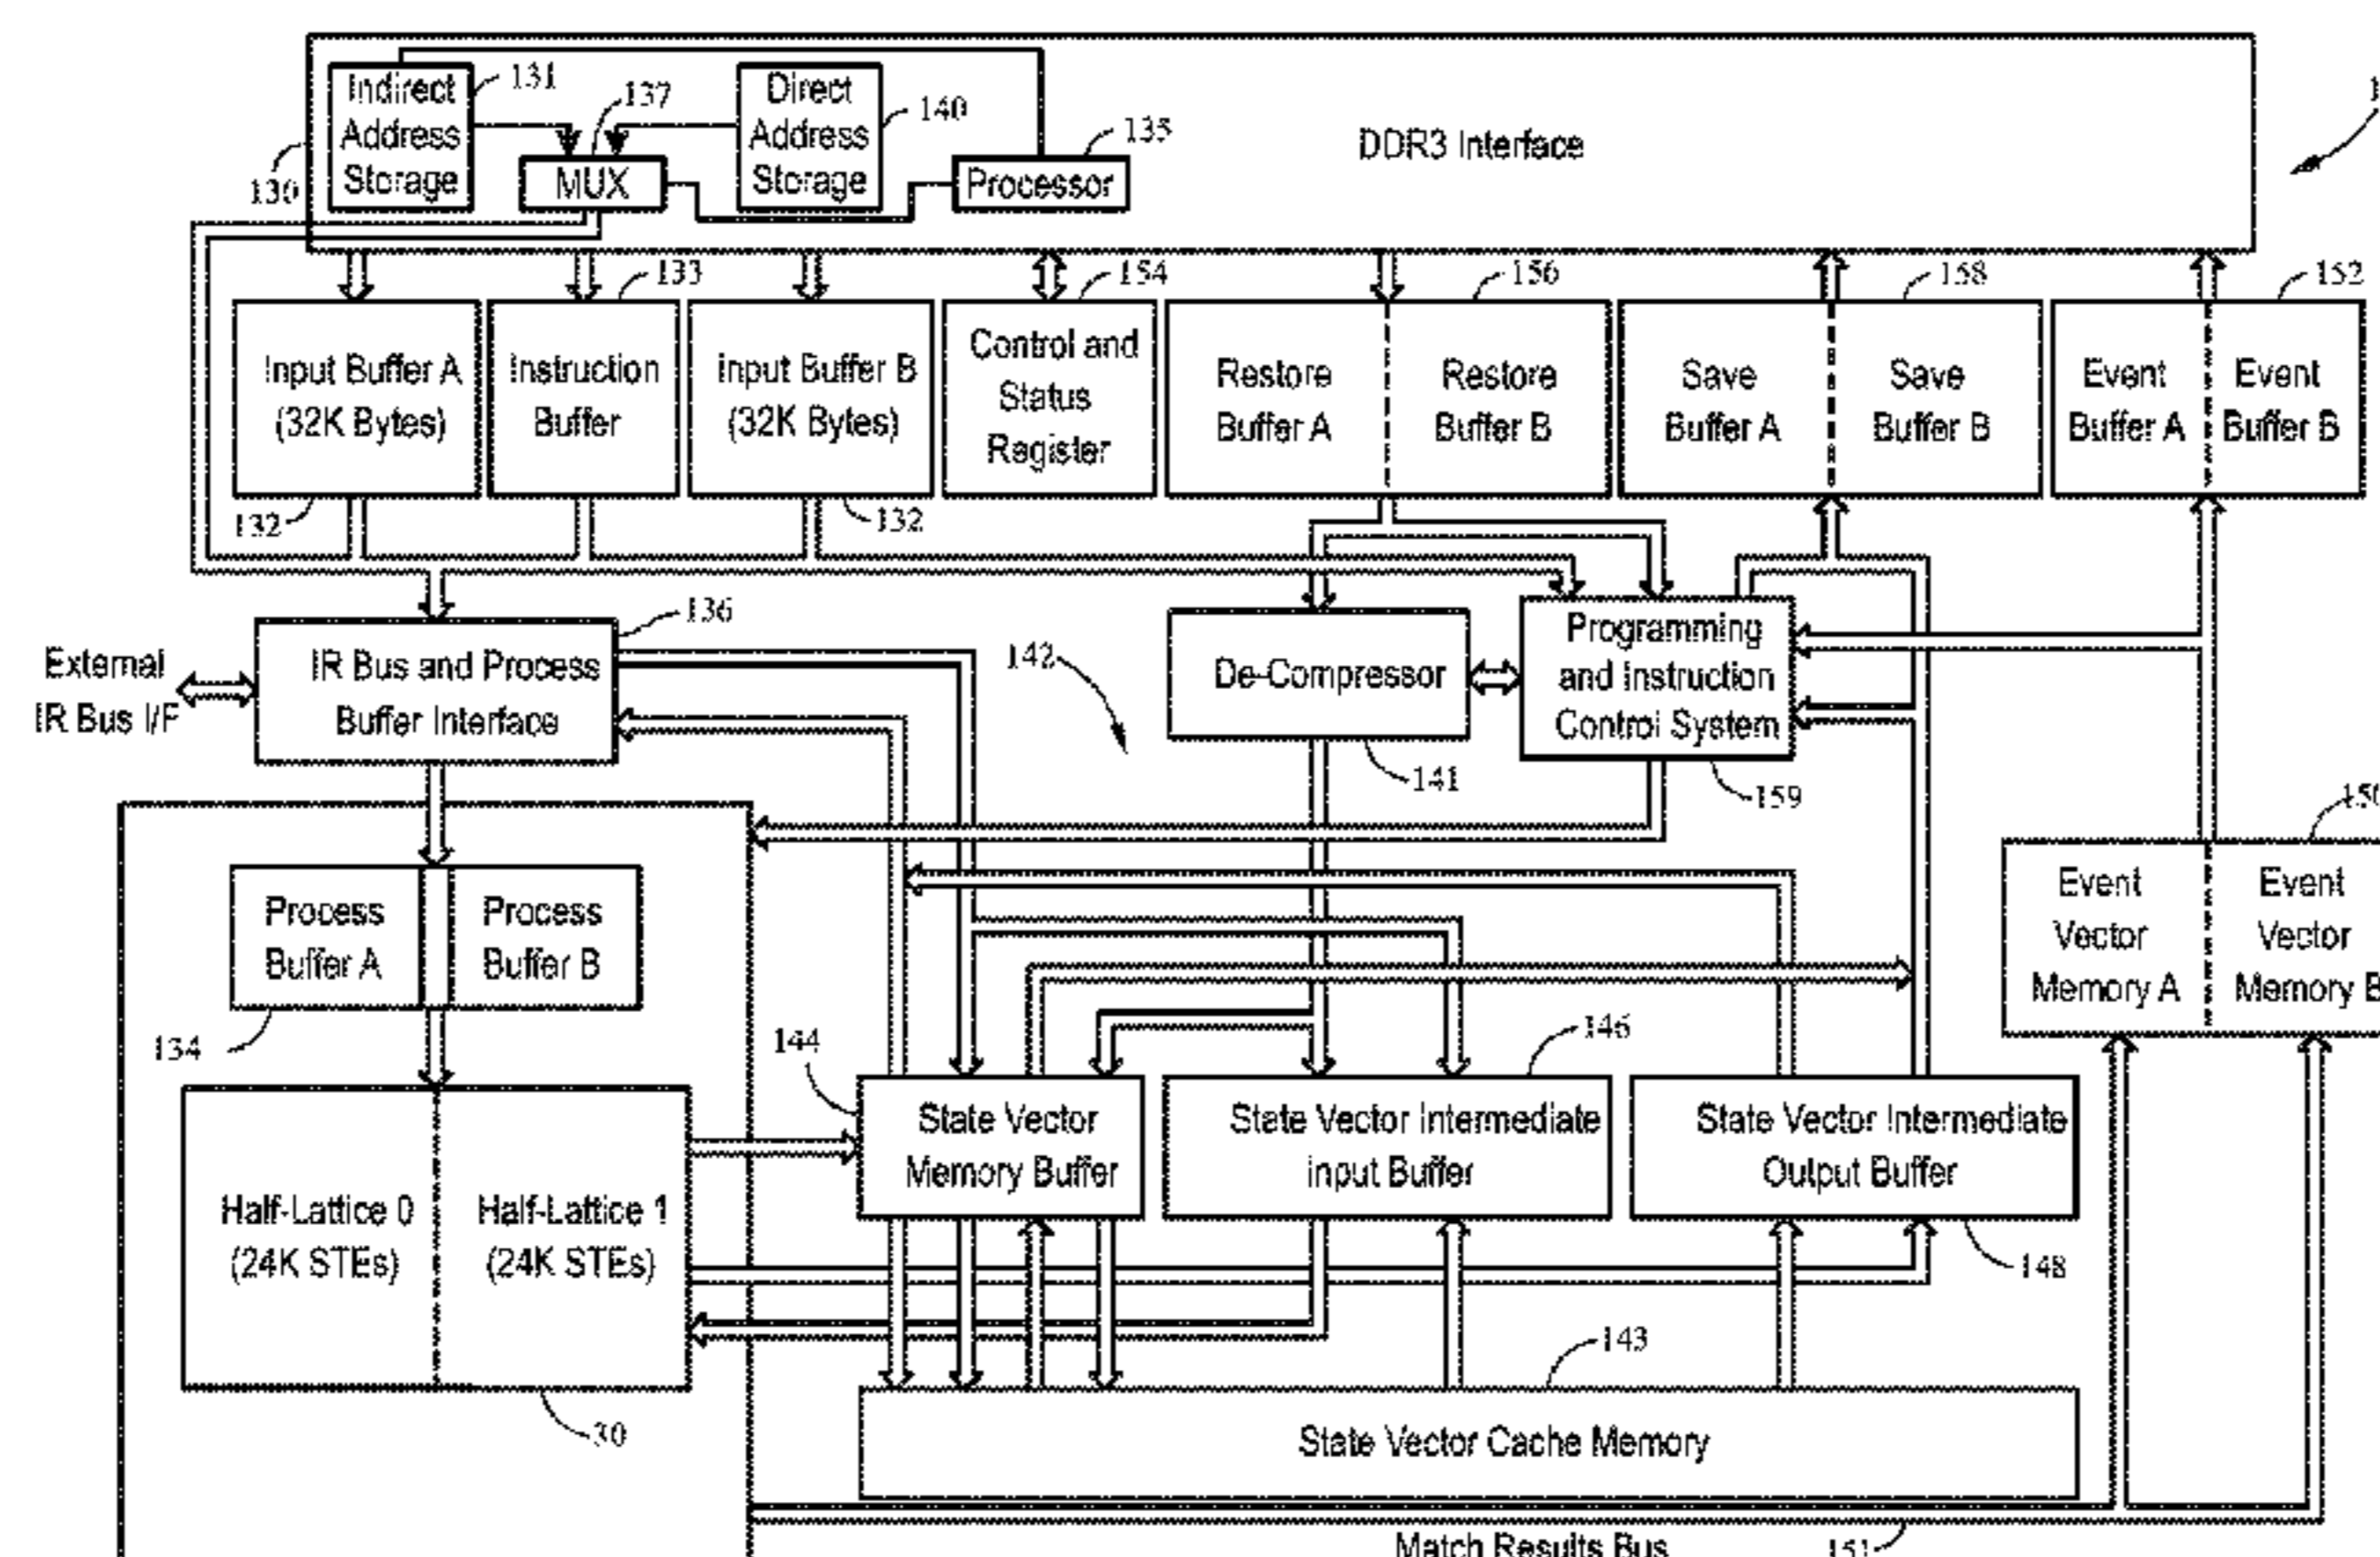 Indirect
Address
Storage
131
137
MUX
Direct
Address
Storage
140
135
Processor
DDR3 Interface
130
133
154
156
158
152
Input Buffer A
(32K Bytes)
Instruction
Buffer
Input Buffer B
(32K Bytes)
Control and
Status
Register
Restore
Buffer A
Restore
Buffer B
Save
Buffer A
Save
Buffer B
Event
Buffer A
Event
Buffer B
132
132
136
External
IR Bus I/F
IR Bus and Process
Buffer Interface
142
De-Compressor
141
Programming
and Instruction
Control System
159
Event
Vector
Memory A
Event
Vector
Memory B
Process
Buffer A
Process
Buffer B
134
144
146
State Vector
Memory Buffer
State Vector Intermediate
Input Buffer
State Vector Intermediate
Output Buffer
148
Half-Lattice 0
(24K STEs)
Half-Lattice 1
(24K STEs)
30
143
State Vector Cache Memory
Match Results Bus
151